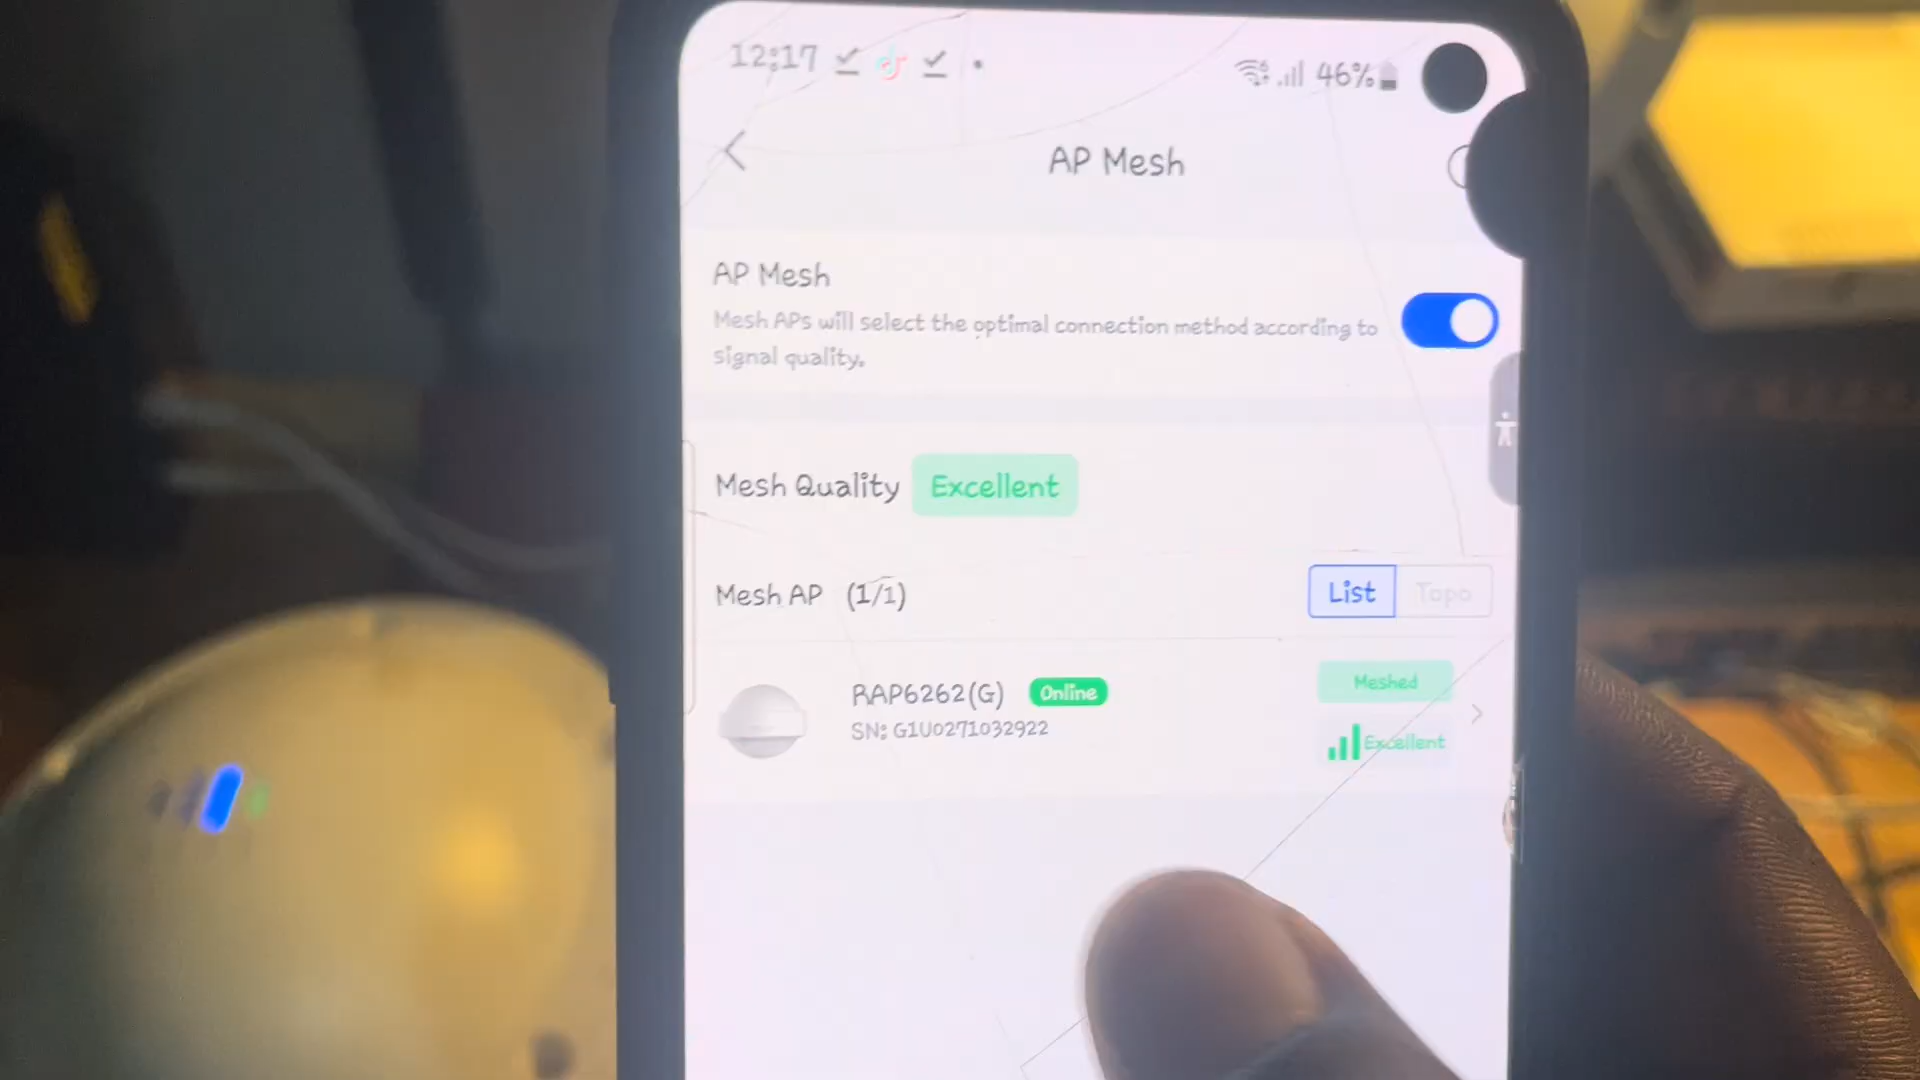 12:17
46%
AP Mesh
AP Mesh
Mesh APs will select the optimal connection method according to
signal quality.
Mesh Quality Excellent
Mesh AP (1/1)
List Topo
RAP6262(G) Online
Meshed
SN: G1U0271032922
Excellent